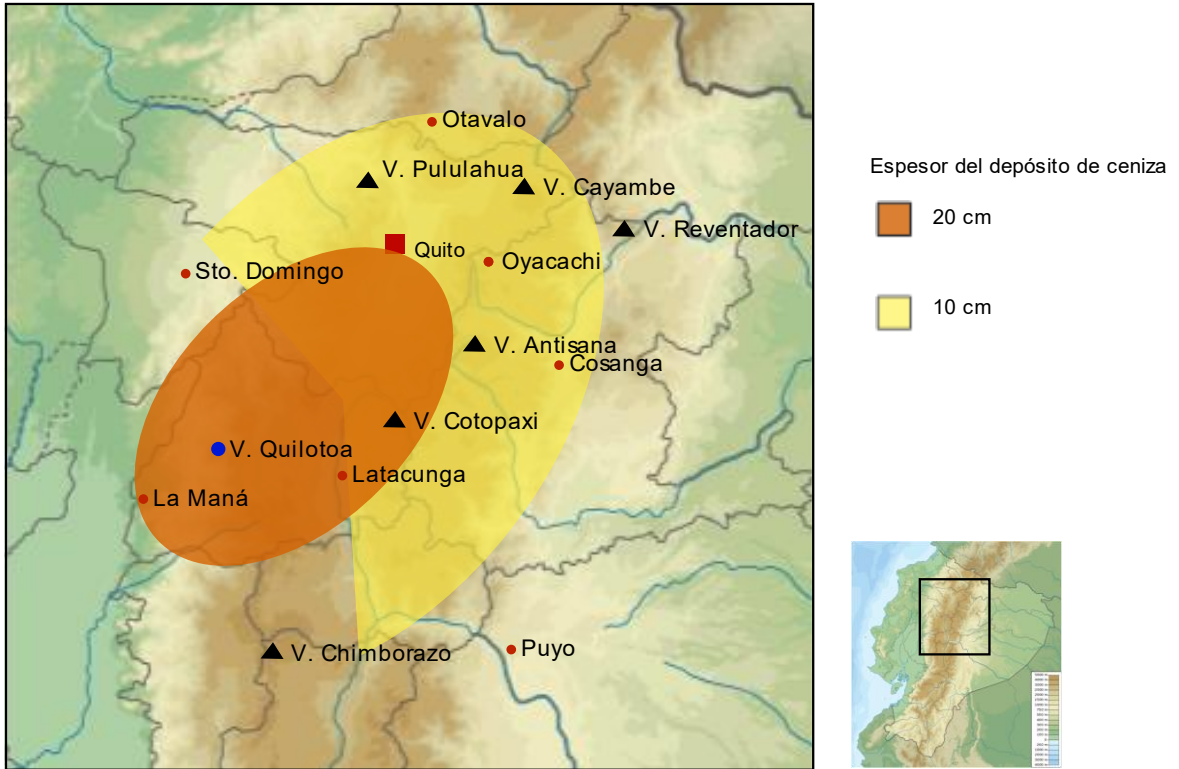 Otavalo
V. Pululahua
V. Cayambe
V. Reventador
Quito
Oyacachi
Sto. Domingo
V. Antisana
Cosanga
V. Cotopaxi
V. Quilotoa
Latacunga
La Maná
V. Chimborazo
Puyo
Espesor del depósito de ceniza
20 cm
10 cm